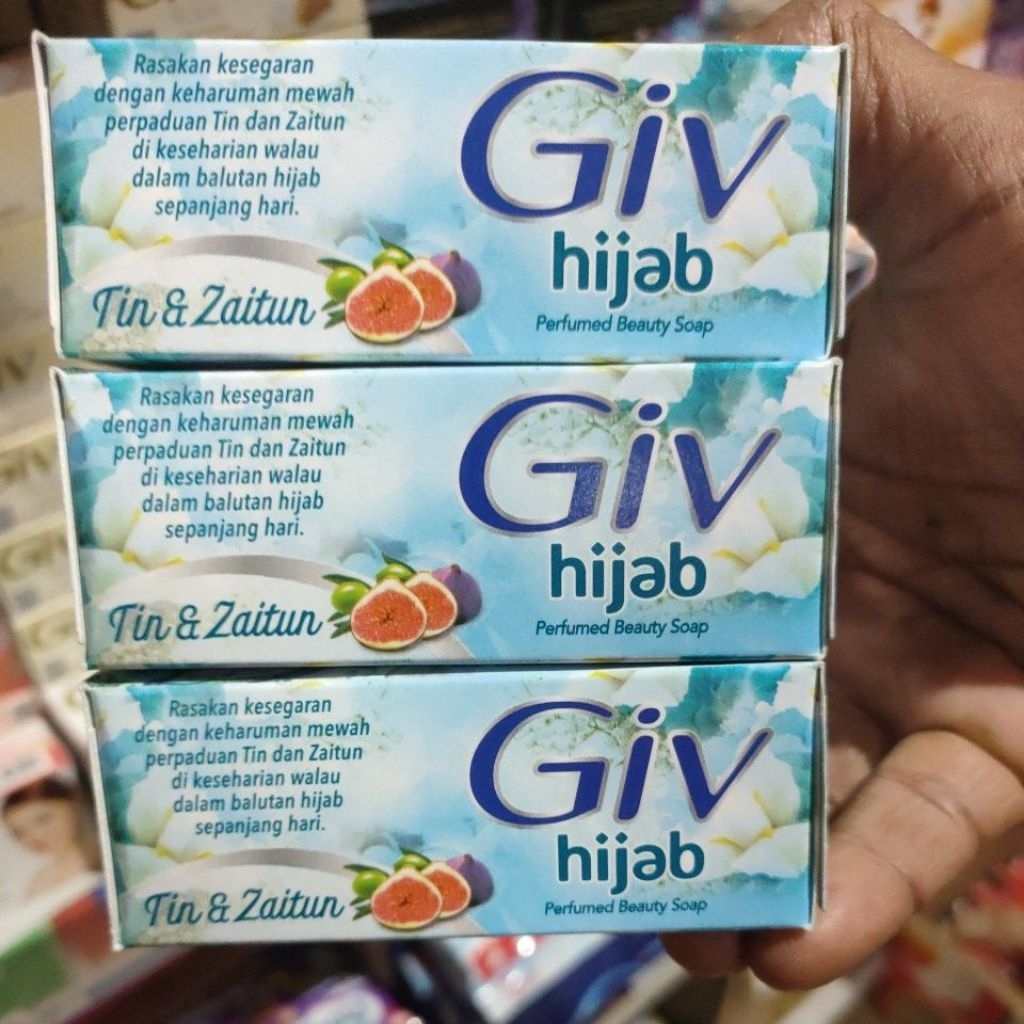 Rasakan kesegaran
dengan keharuman mewah
perpaduan Tin dan Zaitun
di keseharian walau
dalam balutan hijab
sepanjang hari.
Tin & Zaitun
Giv
hijab
Perfumed Beauty Soap
Rasakan kesegaran
dengan keharuman mewah
perpaduan Tin dan Zaitun
di keseharian walau
dalam balutan hijab
sepanjang hari.
Tin & Zaitun
Giv
hijab
Perfumed Beauty Soap
Rasakan kesegaran
dengan keharuman mewah
perpaduan Tin dan Zaitun
di keseharian walau
dalam balutan hijab
sepanjang hari.
Tin & Zaitun
Giv
hijab
Perfumed Beauty Soap